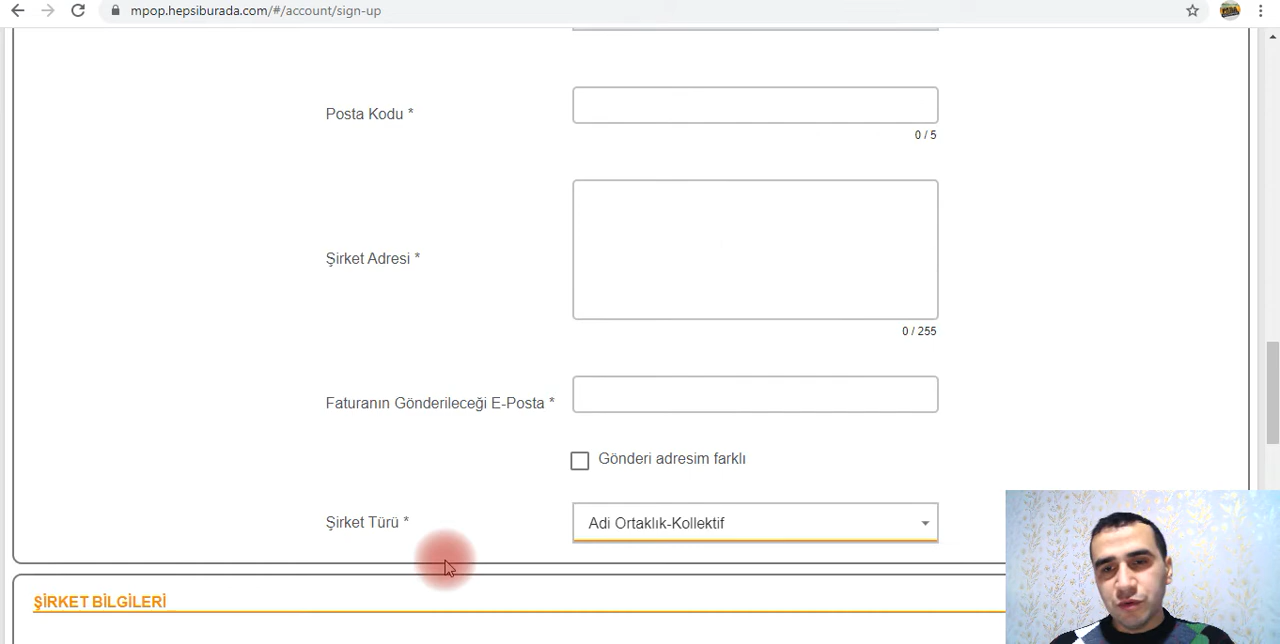 mpop.hepsiburada.com/#/account/sign-up
Posta Kodu *
0 / 5
Şirket Adresi *
0 / 255
Faturanın Gönderileceği E-Posta *
Gönderi adresim farklı
Şirket Türü *
Adi Ortaklık-Kollektif
ŞİRKET BİLGİLERİ